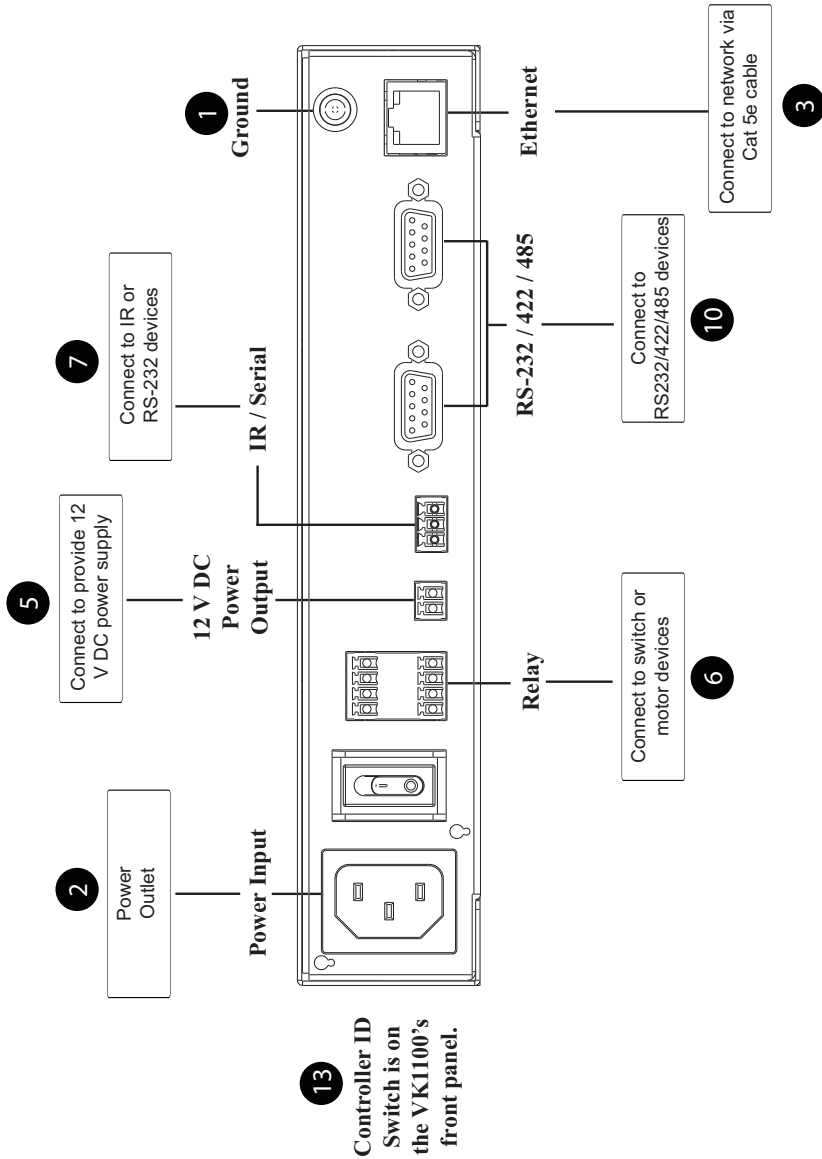 2
Power
Outlet
Power Input
5
Connect to provide 12
V DC power supply
12 V DC
Power
Output
7
Connect to IR or
RS-232 devices
IR / Serial
1
Ground
13
Controller ID
Switch is on
the VK1100’s
front panel.
Relay
Connect to switch or
motor devices
6
RS-232 / 422 / 485
Connect to
RS232/422/485 devices
10
Ethernet
Connect to network via
Cat 5e cable
3